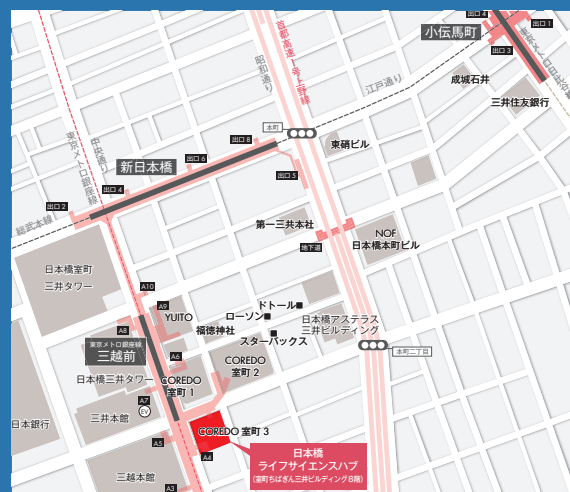 出口 4
出口 1
小伝馬町
出口 3
東京メトロ日比谷線
首都高速1号上野線
昭和通り
江戸通り
成城石井
三井住友銀行
本町
東硝ビル
出口 8
出口 6
新日本橋
出口 5
中央通り
東京メトロ銀座線
出口 4
出口 2
総武本線
第一三共本社
地下道
NOF
日本橋本町ビル
日本橋室町
三井タワー
A10
A9
YUITO
ドトール
ローソン
福徳神社
スターバックス
日本橋アステラス
三井ビルディング
本町二丁目
A8
東京メトロ銀座線
三越前
A6
COREDO
室町 2
日本橋三井タワー
COREDO
室町 1
A7
EV
三井本館
日本銀行
COREDO 室町 3
A5
A4
三越本館
A3
日本橋
ライフサイエンスハブ
(室町ちばぎん三井ビルディング8階)